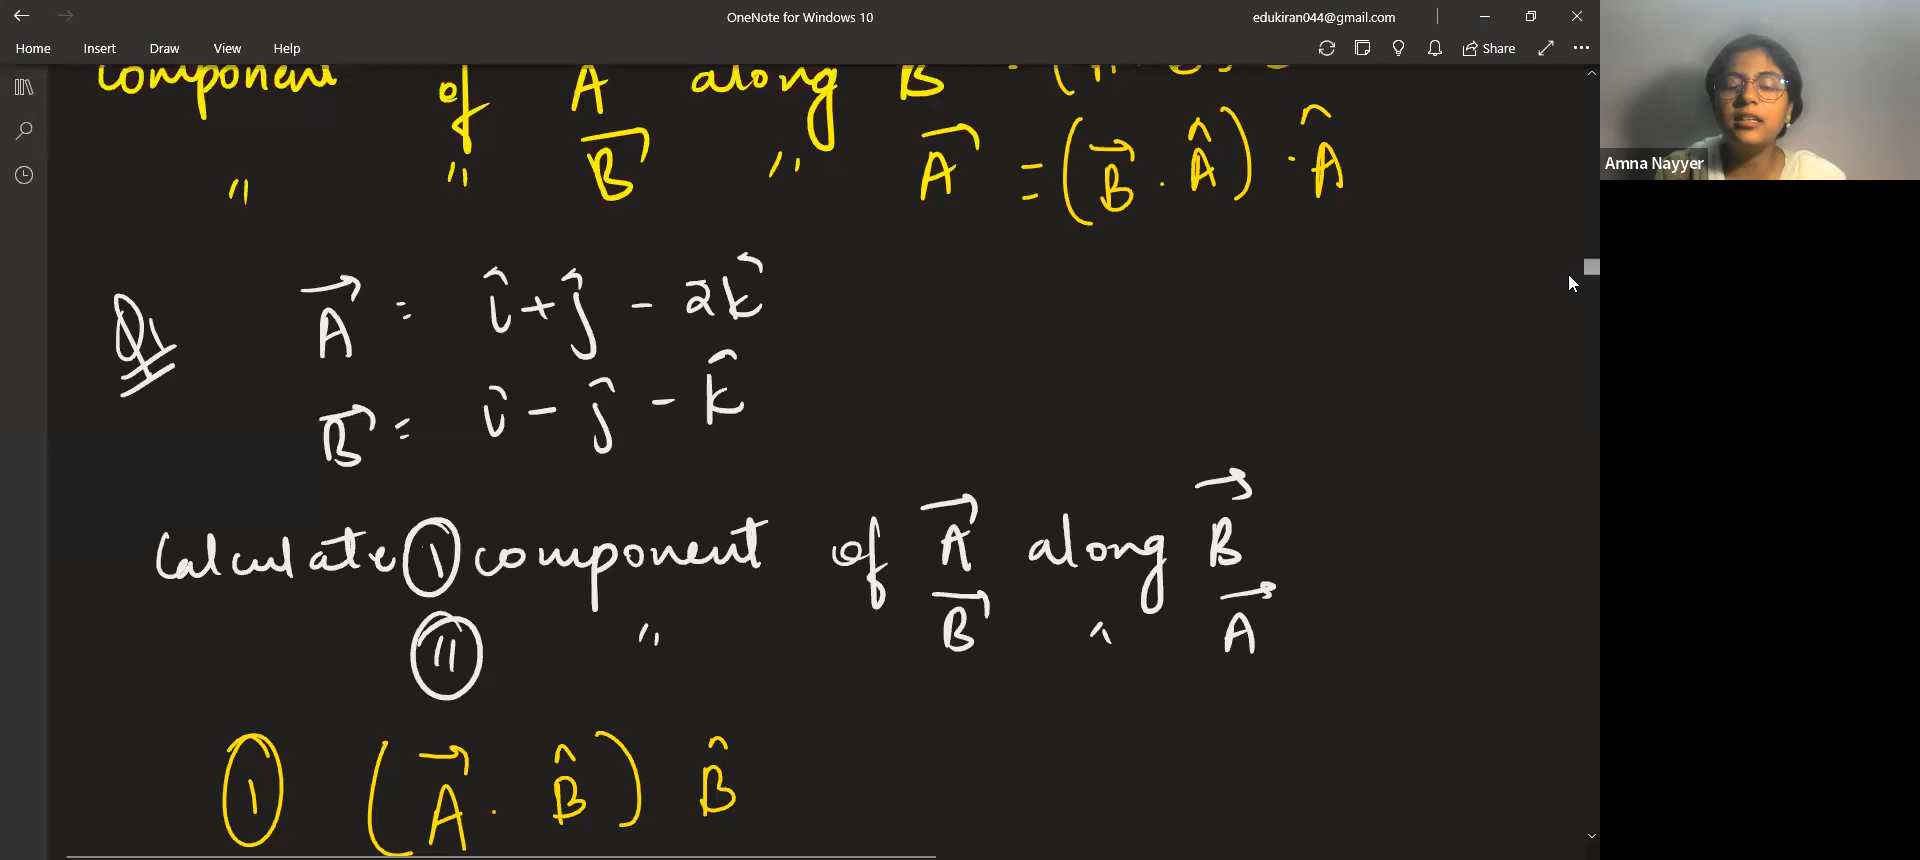 OneNote for Windows 10
edukiran044@gmail.com
Home Insert Draw View Help
Share
component of A along B
" " B⃗ " A⃗ = (B⃗ . Â) · Â
Amna Nayyer
Q1 A⃗ = î + ĵ - 2k̂
B⃗ = î - ĵ - k̂
Calculate (I) component of A⃗ along B⃗
(II) " B⃗ " A⃗
(I) (A⃗ . B̂) B̂